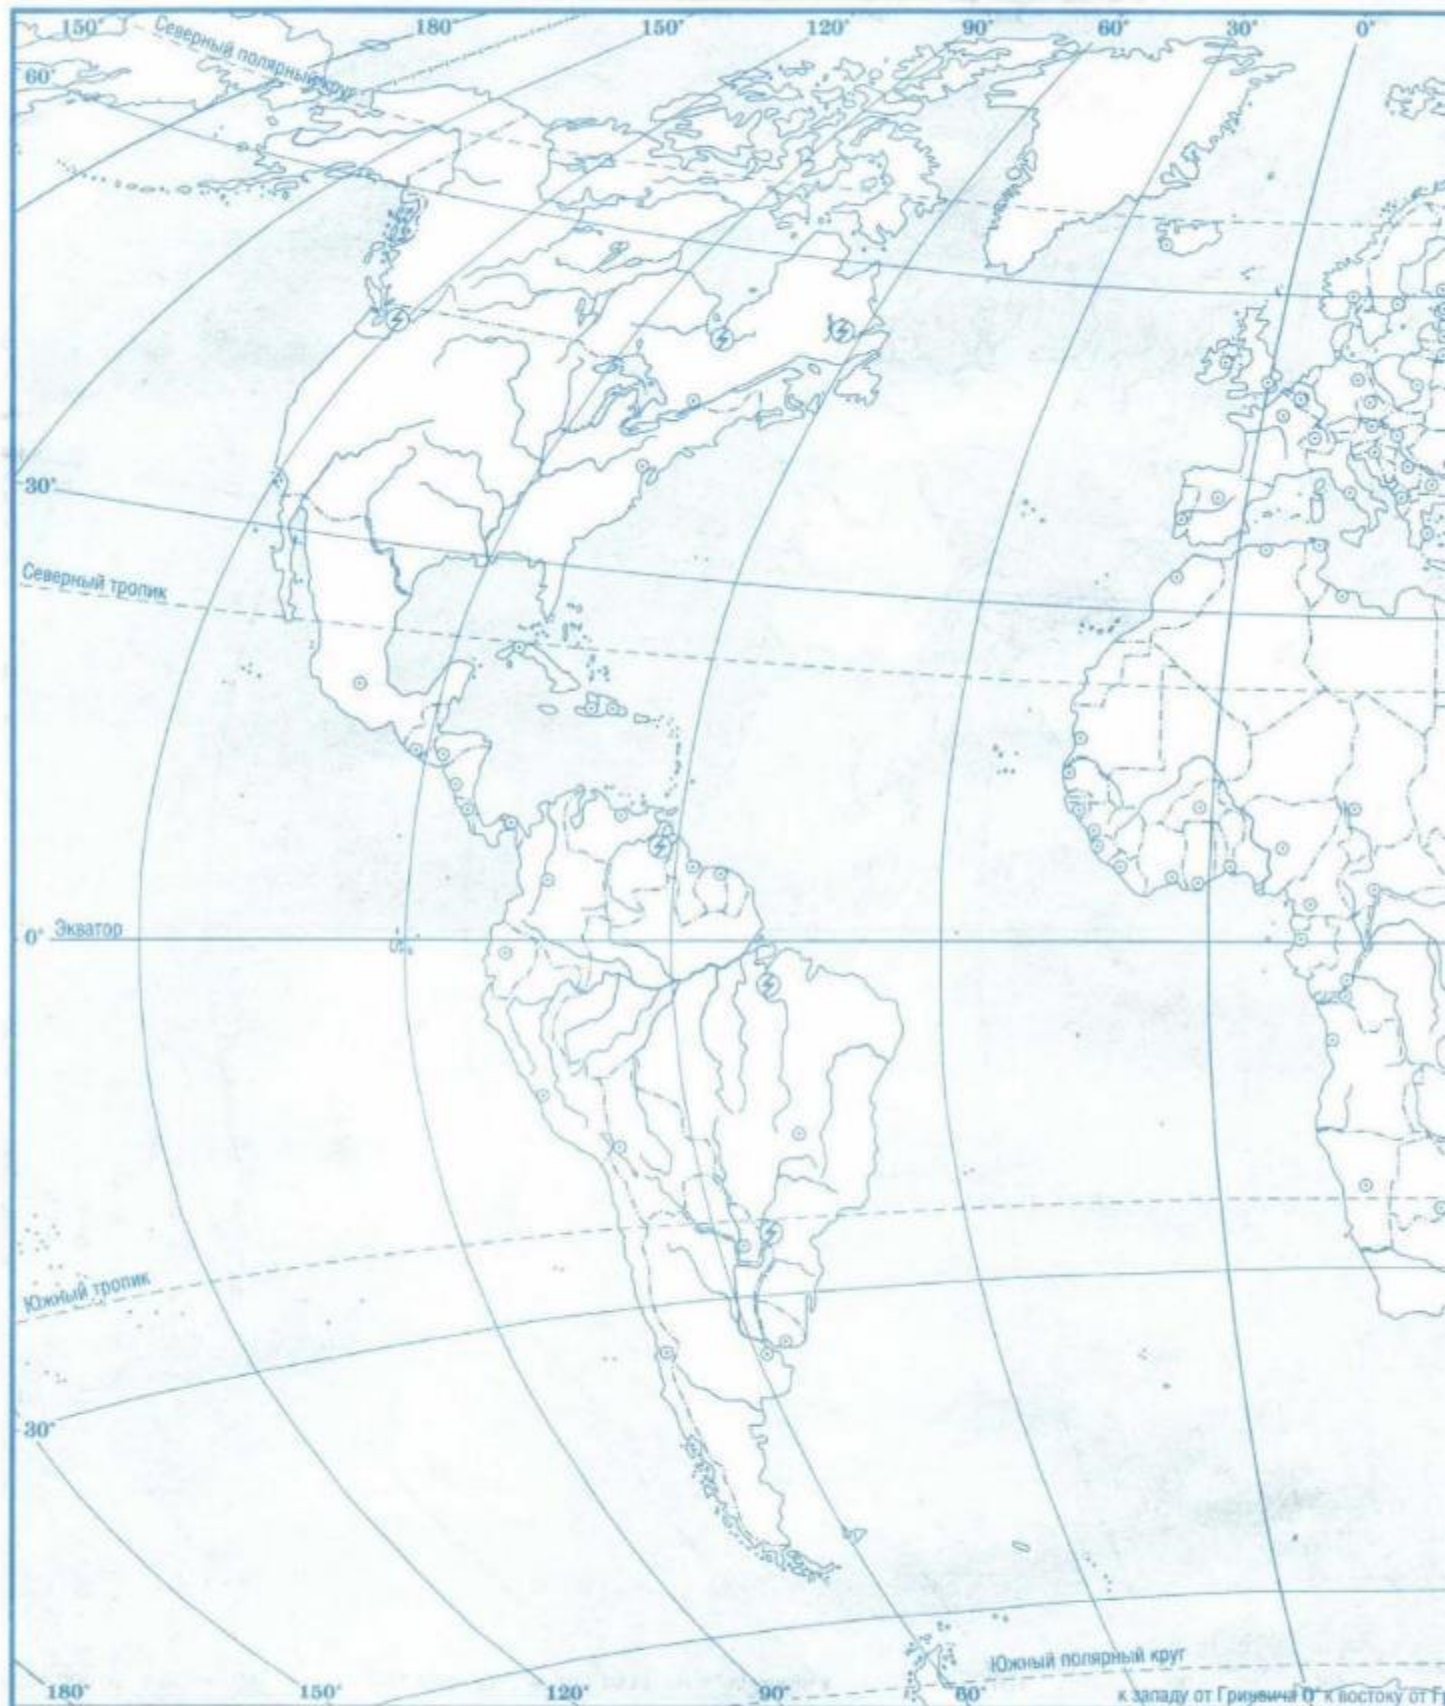 150° 180° 150° 120° 90° 60° 30° 0°
Северный полярный круг
60°
30°
Северный тропик
0° Экватор
Южный тропик
30°
Южный полярный круг
180° 150° 120° 90° 60° к западу от Гринвича 0° к востоку от Г